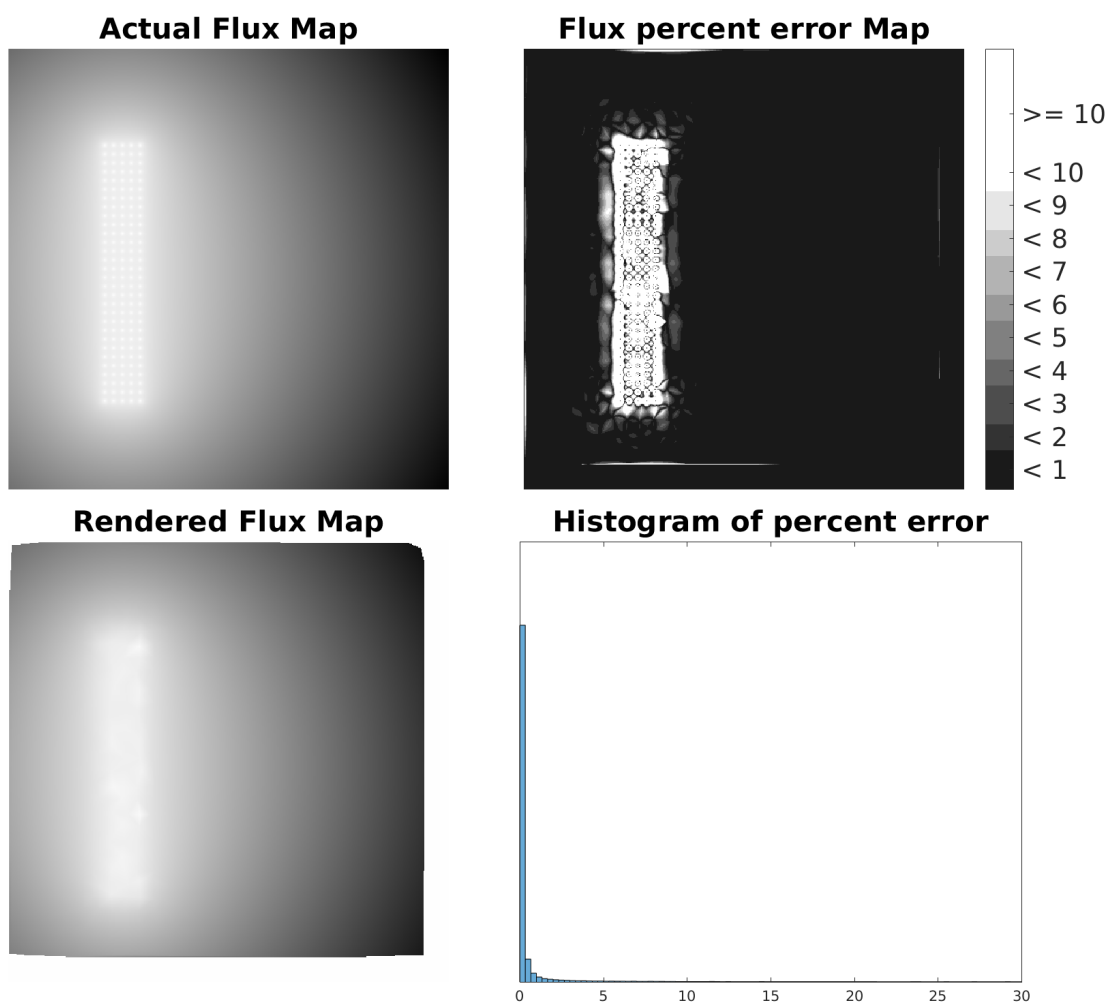 Actual Flux Map
Flux percent error Map
>= 10
< 10
< 9
< 8
< 7
< 6
< 5
< 4
< 3
< 2
< 1
Rendered Flux Map
Histogram of percent error
0 5 10 15 20 25 30